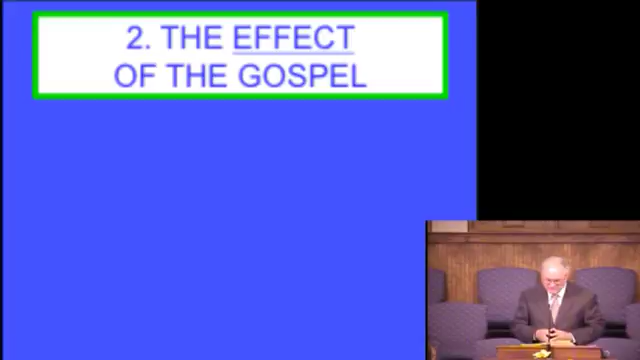 2. THE EFFECT
OF THE GOSPEL